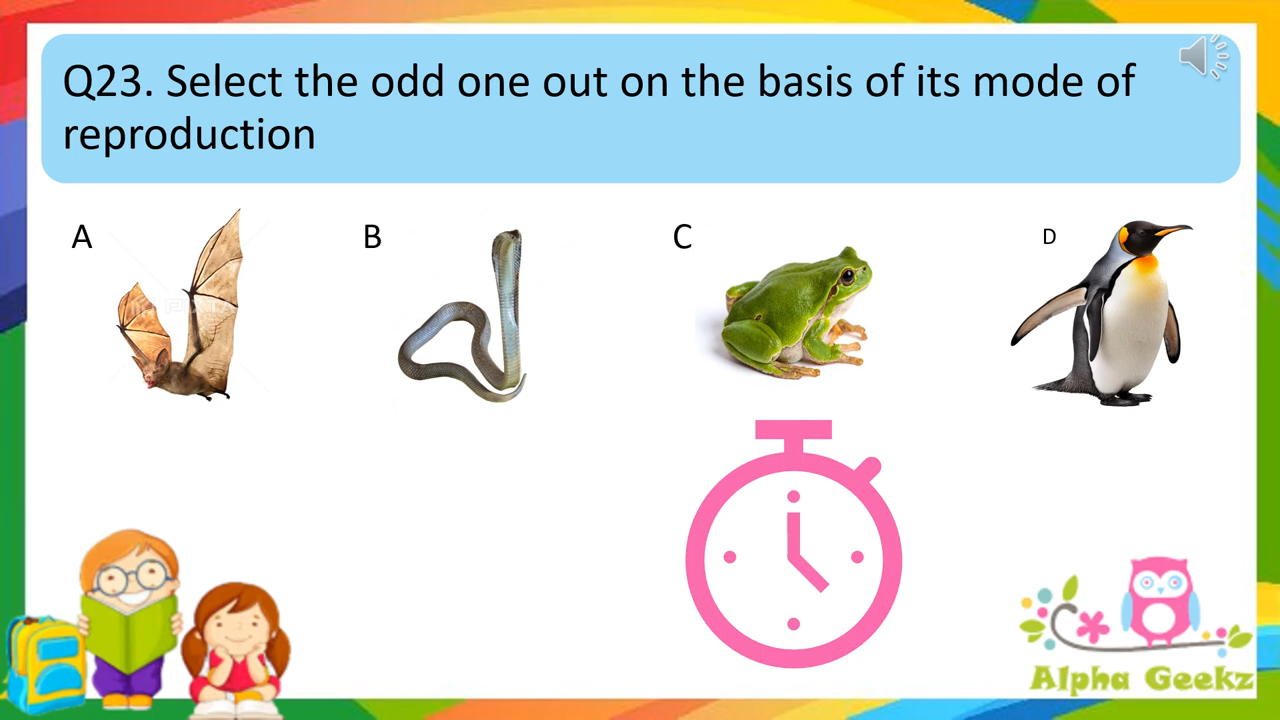 Q23. Select the odd one out on the basis of its mode of
reproduction
A
B
C
D
Alpha Geekz